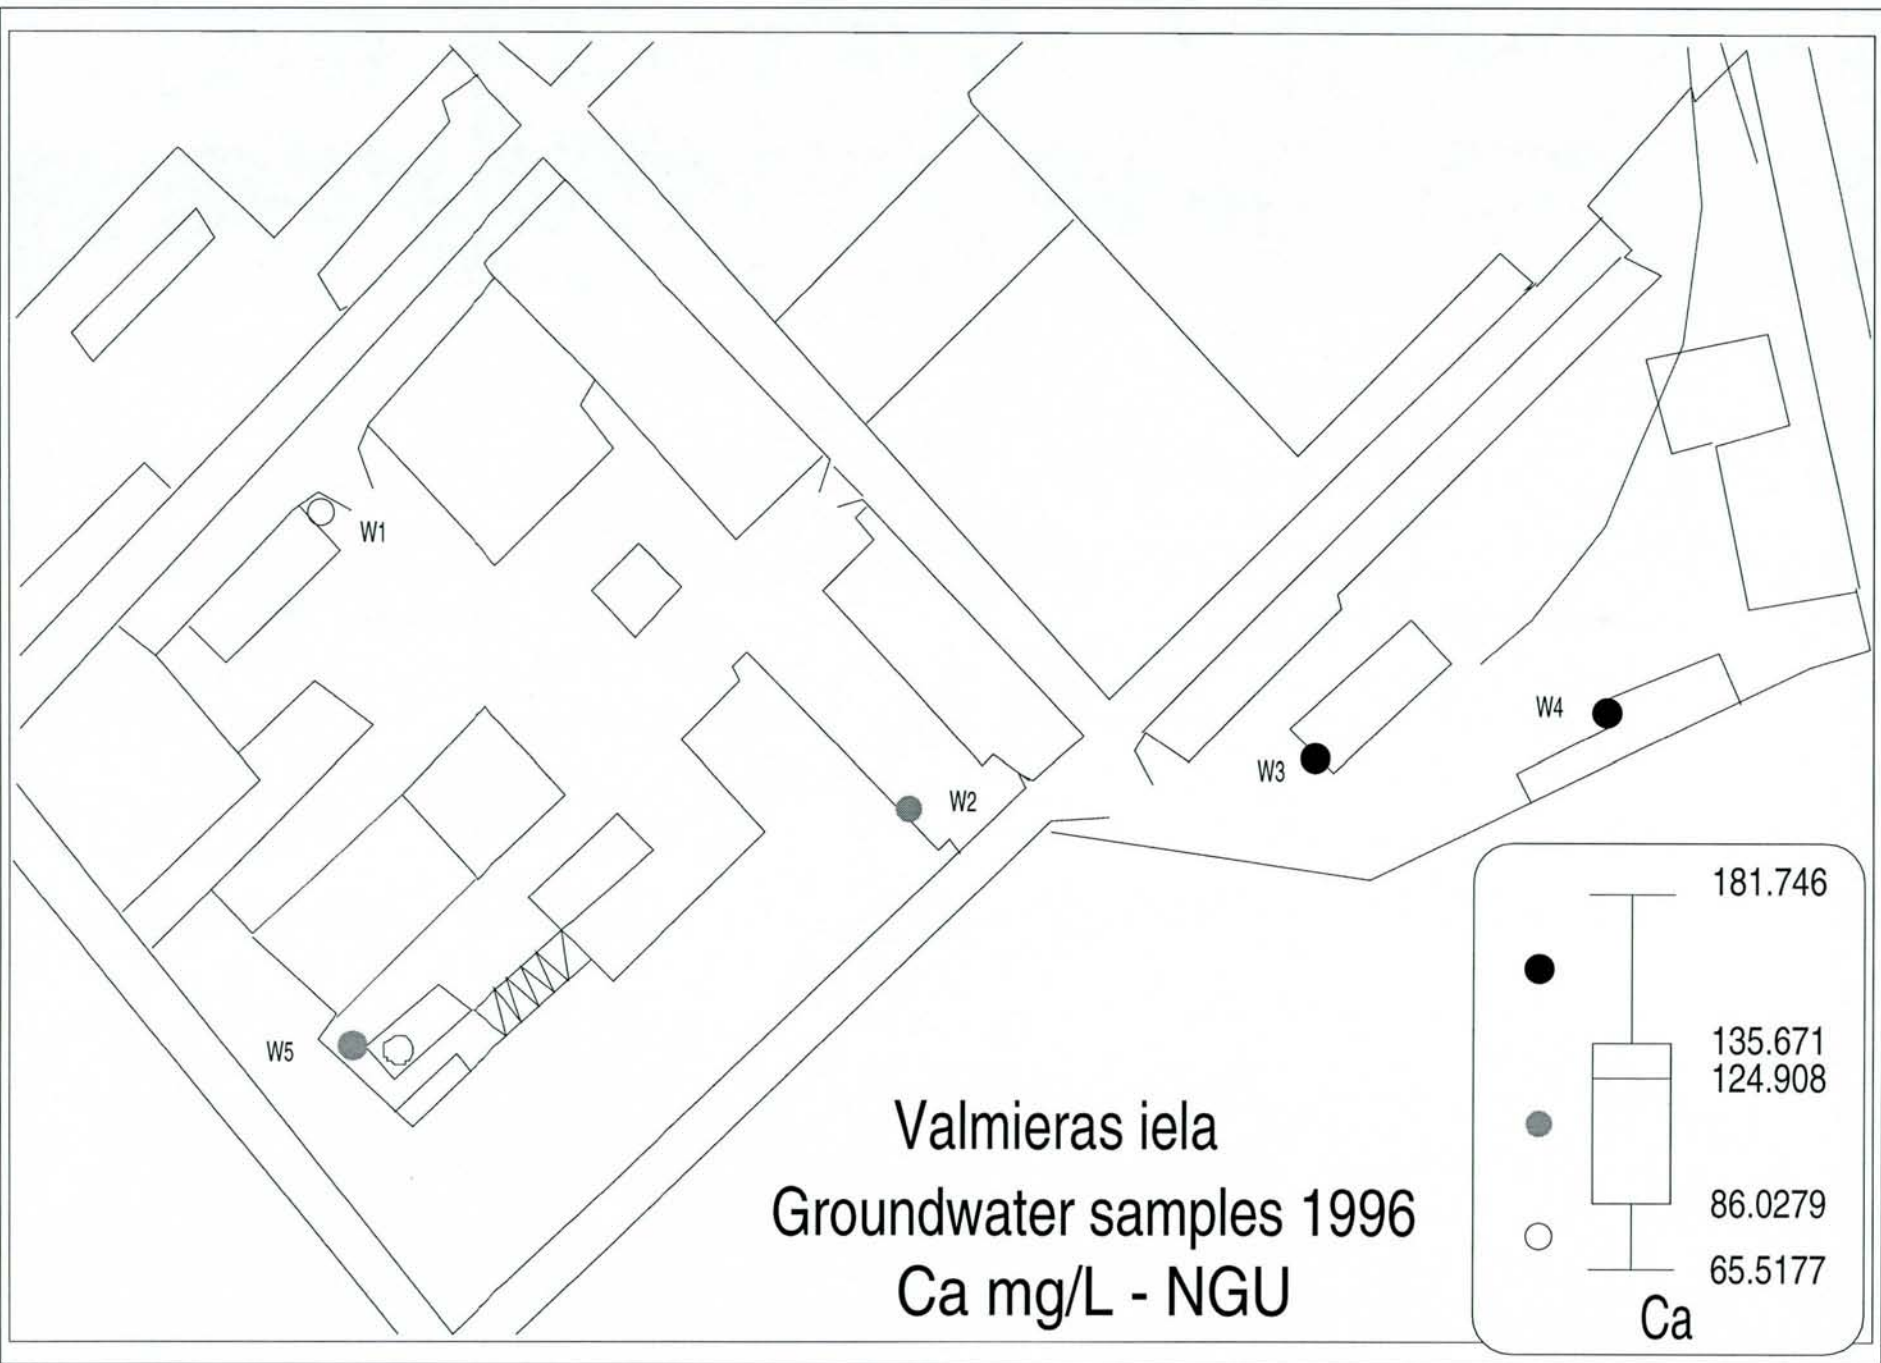 W1
W4
W3
W2
W5
Valmieras iela
Groundwater samples 1996
Ca mg/L - NGU
181.746
135.671
124.908
86.0279
65.5177
Ca